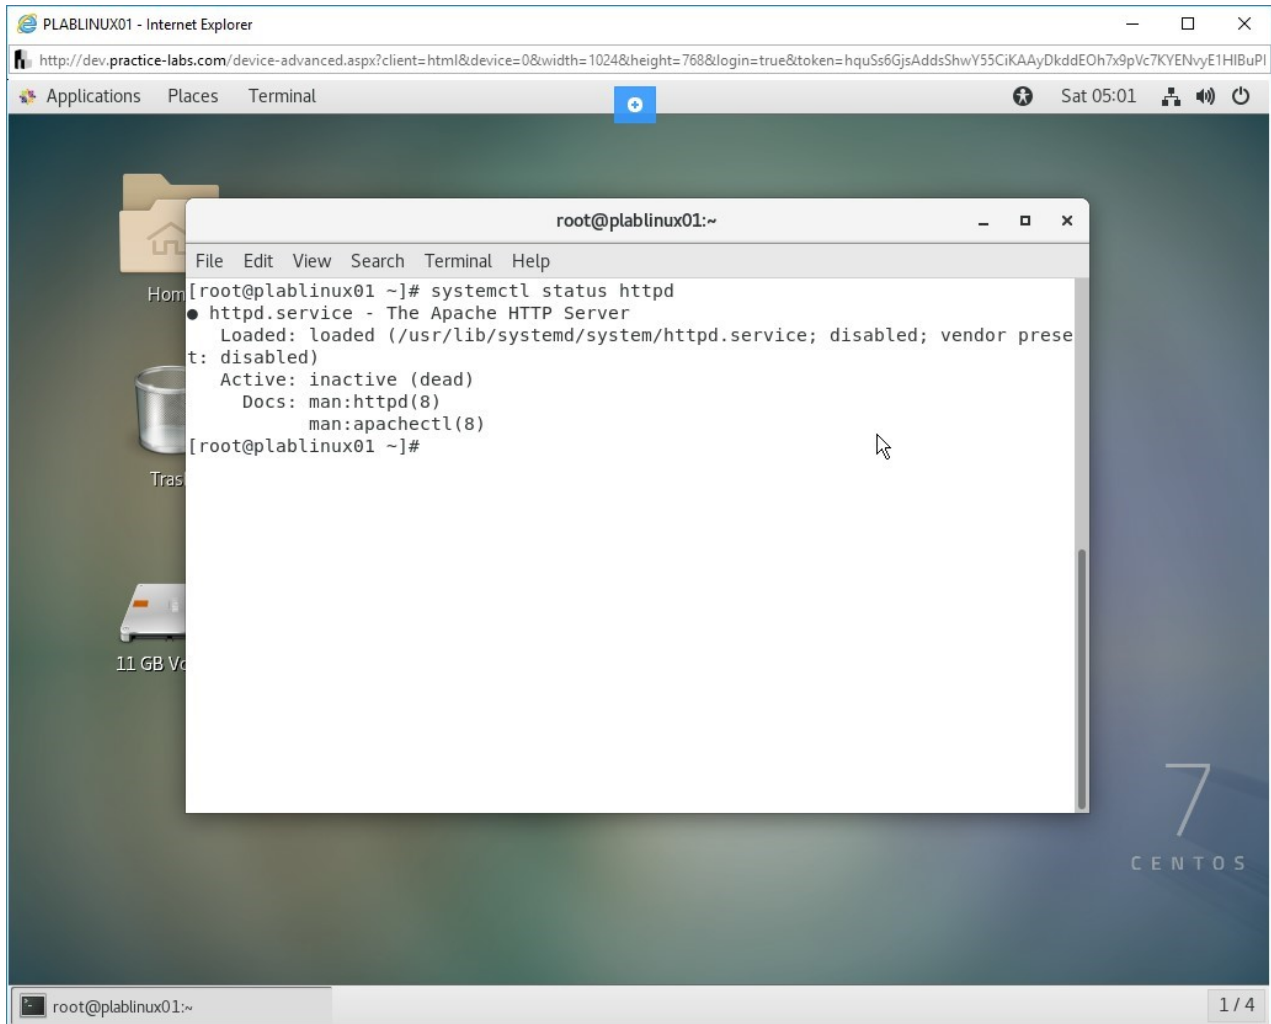 PLABLINUX01 - Internet Explorer
http://dev.practice-labs.com/device-advanced.aspx?client=html&device=0&width=1024&height=768&login=true&token=hquSs6GjsAddsShwY55CiKAAyDkddEOh7x9pVc7KYENvyE1HIBuPl
Applications Places Terminal Sat 05:01
Hom
Tras
11 GB Vo
root@plablinux01:~
File Edit View Search Terminal Help
[root@plablinux01 ~]# systemctl status httpd
● httpd.service - The Apache HTTP Server
   Loaded: loaded (/usr/lib/systemd/system/httpd.service; disabled; vendor prese
t: disabled)
   Active: inactive (dead)
     Docs: man:httpd(8)
           man:apachectl(8)
[root@plablinux01 ~]#
7
CENTOS
root@plablinux01:~
1 / 4